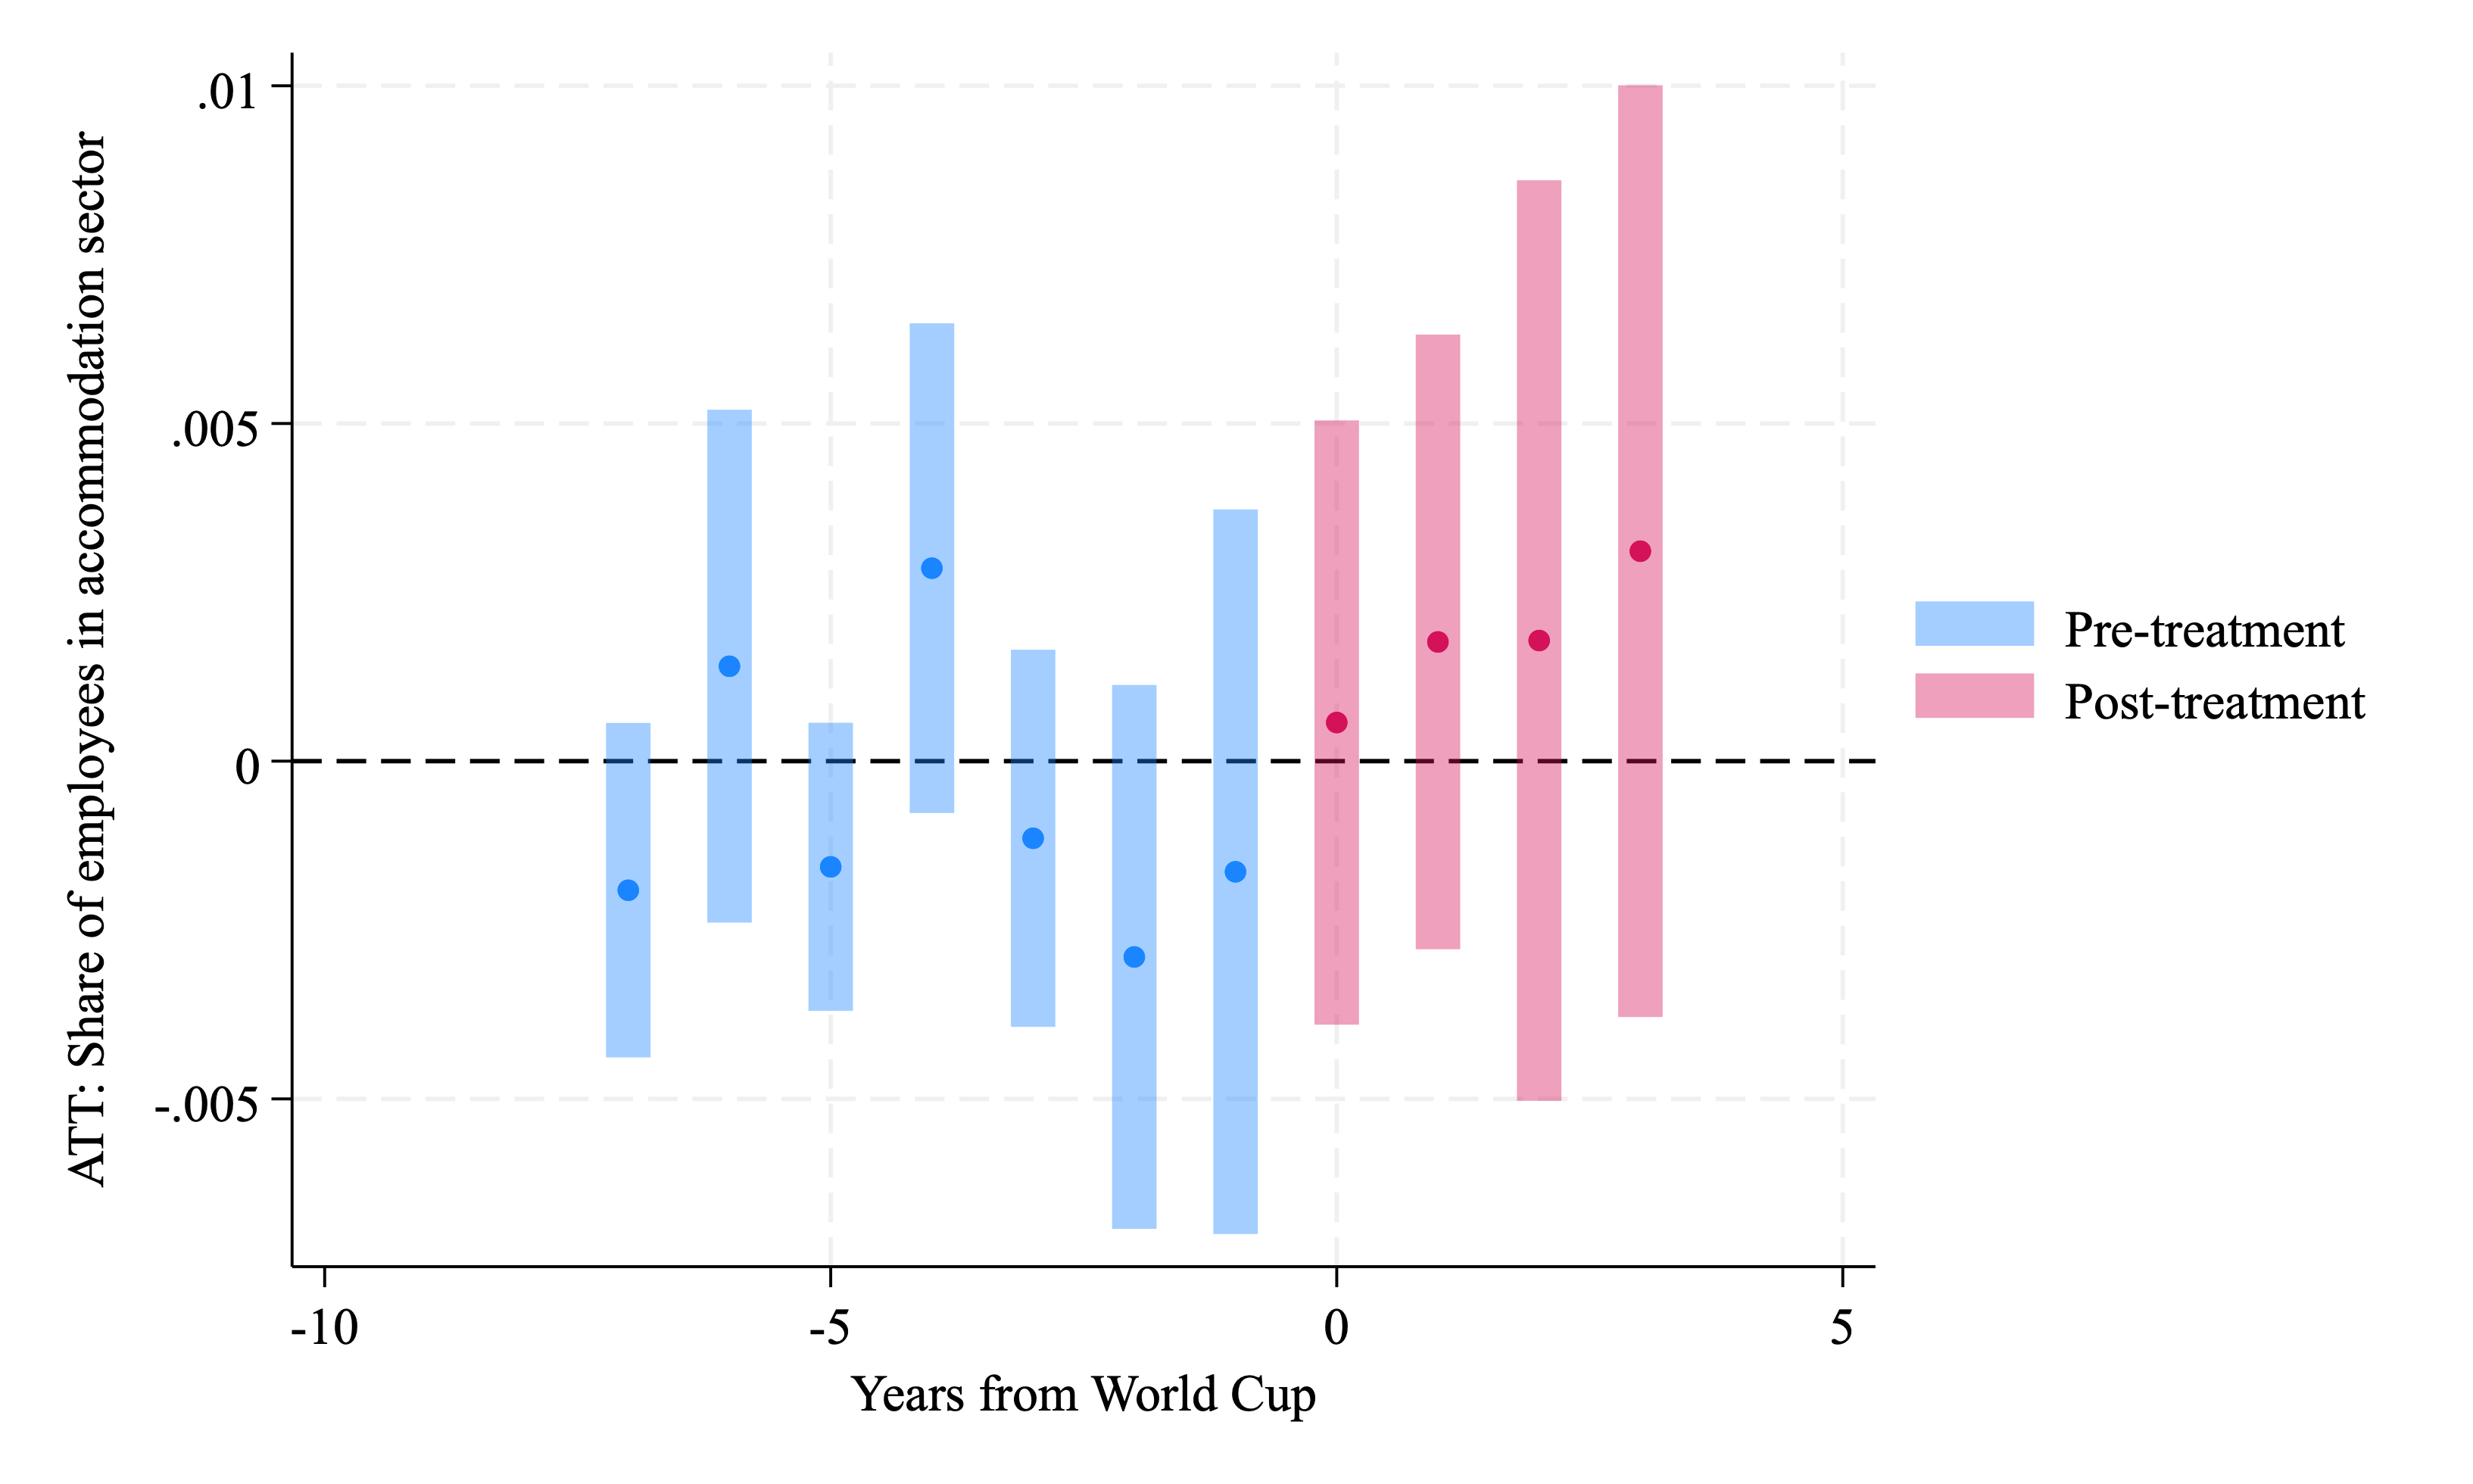 ATT: Share of employees in accommodation sector
.01
.005
0
-.005
-10
-5
0
5
Years from World Cup
Pre-treatment
Post-treatment